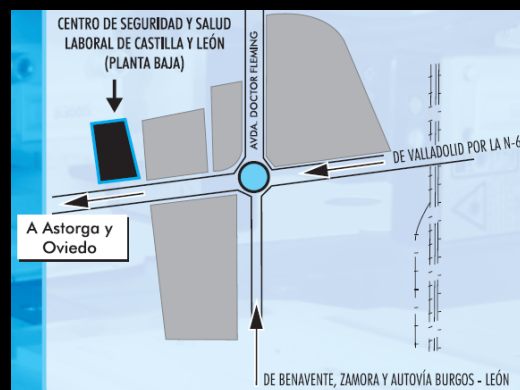 CENTRO DE SEGURIDAD Y SALUD
LABORAL DE CASTILLA Y LEÓN
(PLANTA BAJA)
AVDA. DOCTOR FLEMING
DE VALLADOLID POR LA N-6
A Astorga y
Oviedo
DE BENAVENTE, ZAMORA Y AUTOVÍA BURGOS - LEÓN